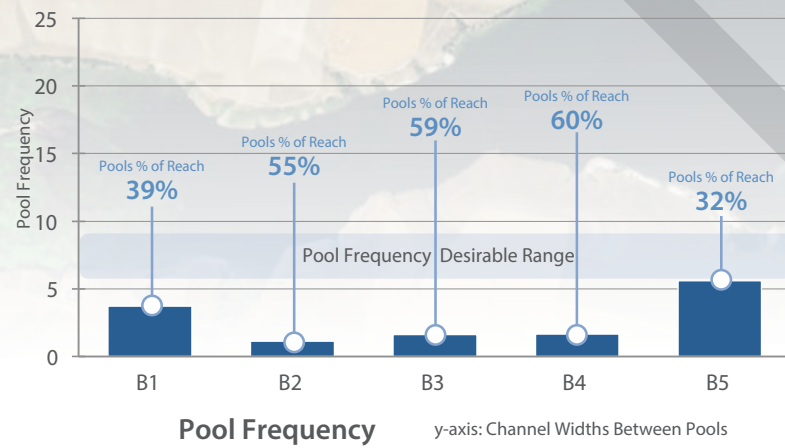 25
20
15
10
5
0
Pool Frequency
Pools % of Reach
39%
Pools % of Reach
55%
Pools % of Reach
59%
Pools % of Reach
60%
Pools % of Reach
32%
Pool Frequency Desirable Range
B1 B2 B3 B4 B5
Pool Frequency y-axis: Channel Widths Between Pools